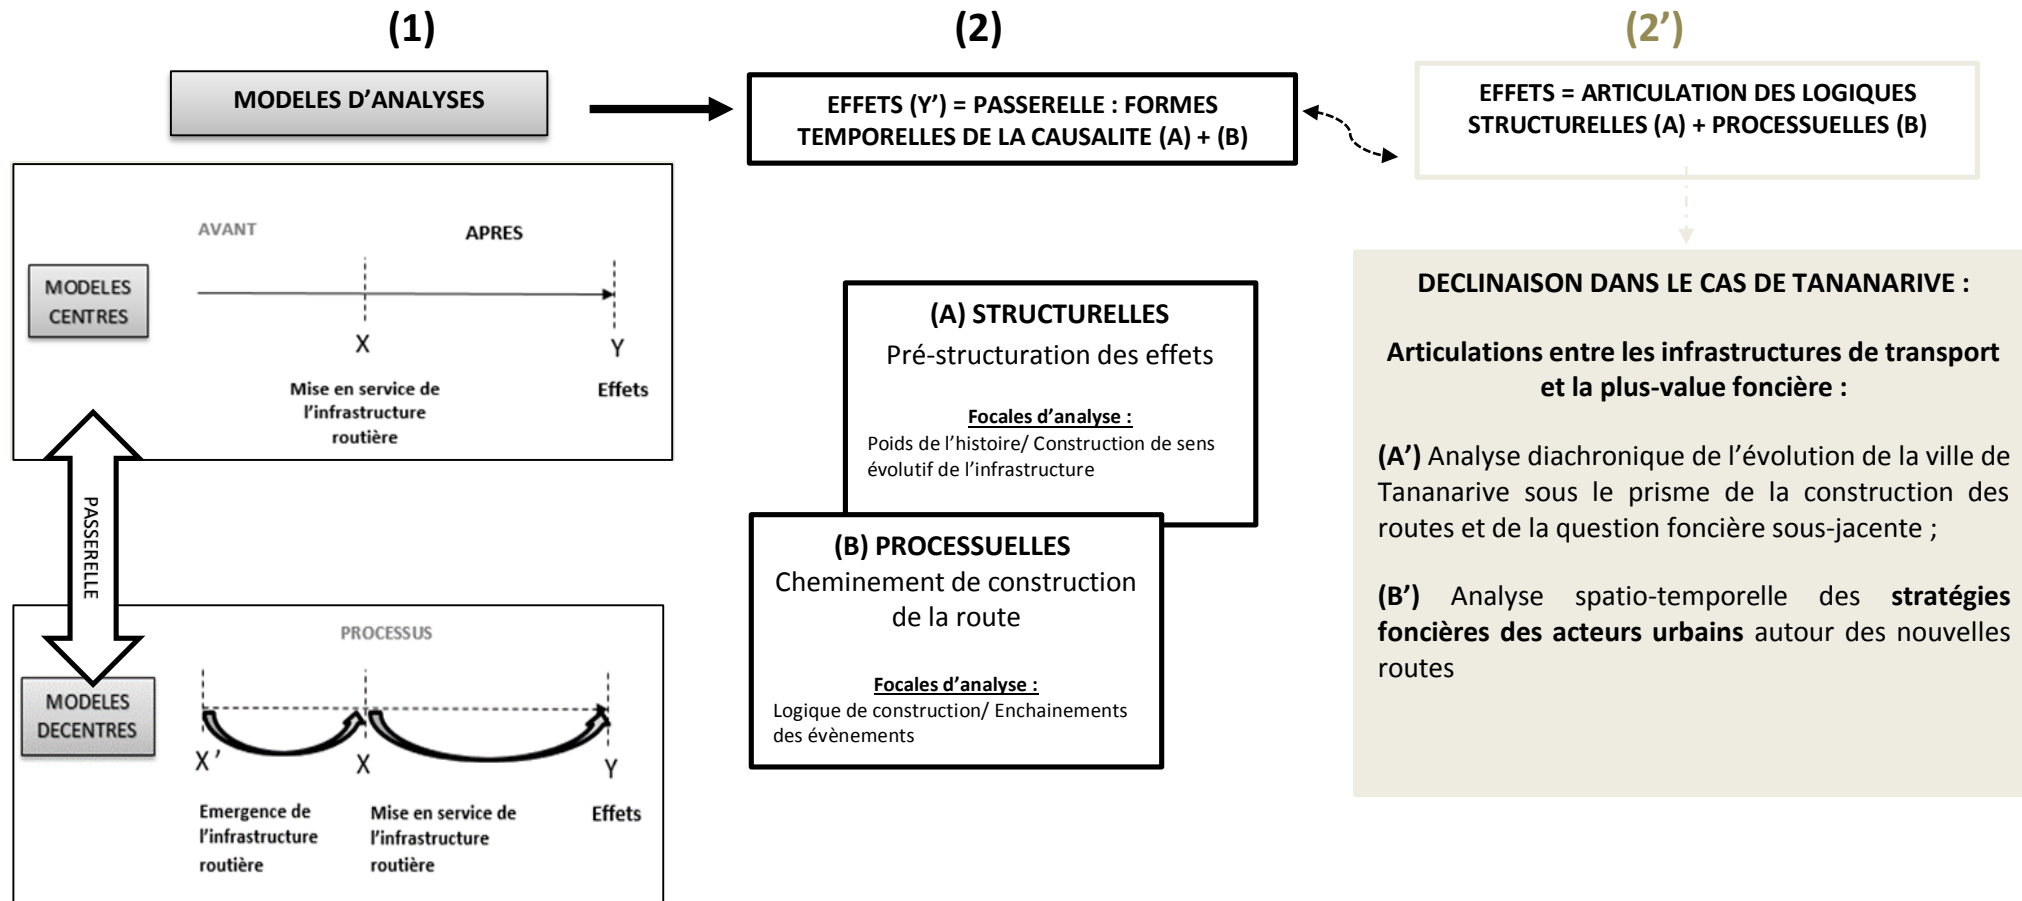 (1)
MODELES D'ANALYSES
AVANT
APRES
MODELES
CENTRES
X
Y
Mise en service de
l'infrastructure
routière
Effets
PASSERELLE
PROCESSUS
MODELES
DECENTRES
X'
X
Y
Emergence de
l'infrastructure
routière
Mise en service de
l'infrastructure
routière
Effets
(2)
EFFETS (Y') = PASSERELLE : FORMES
TEMPORELLES DE LA CAUSALITE (A) + (B)
(A) STRUCTURELLES
Pré-structuration des effets
Focales d'analyse :
Poids de l'histoire/ Construction de sens
évolutif de l'infrastructure
(B) PROCESSUELLES
Cheminement de construction
de la route
Focales d'analyse :
Logique de construction/ Enchainements
des évènements
(2')
EFFETS = ARTICULATION DES LOGIQUES
STRUCTURELLES (A) + PROCESSUELLES (B)
DECLINAISON DANS LE CAS DE TANANARIVE :
Articulations entre les infrastructures de transport
et la plus-value foncière :
(A') Analyse diachronique de l'évolution de la ville de
Tananarive sous le prisme de la construction des
routes et de la question foncière sous-jacente ;
(B') Analyse spatio-temporelle des stratégies
foncières des acteurs urbains autour des nouvelles
routes